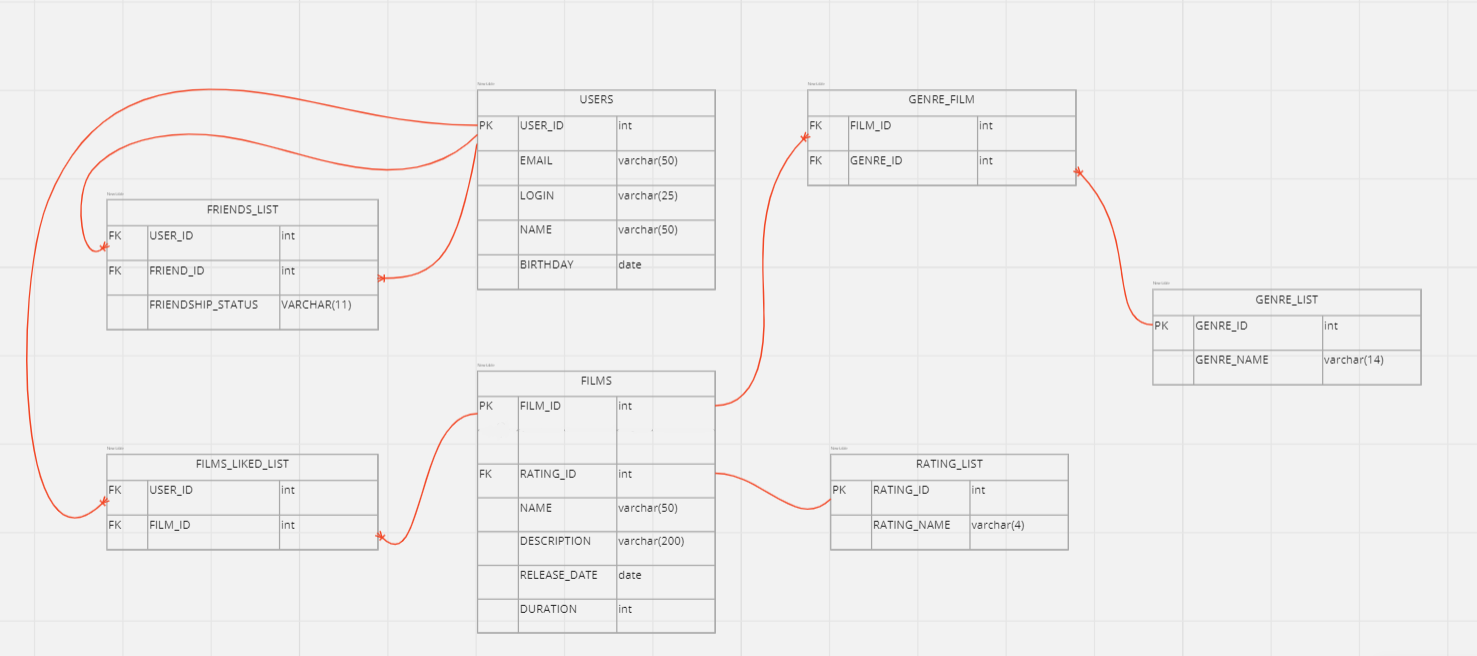 USERS
PK USER_ID int
EMAIL varchar(50)
LOGIN varchar(25)
NAME varchar(50)
BIRTHDAY date
GENRE_FILM
FK FILM_ID int
FK GENRE_ID int
FRIENDS_LIST
FK USER_ID int
FK FRIEND_ID int
FRIENDSHIP_STATUS VARCHAR(11)
GENRE_LIST
PK GENRE_ID int
GENRE_NAME varchar(14)
FILMS
PK FILM_ID int
FK RATING_ID int
NAME varchar(50)
DESCRIPTION varchar(200)
RELEASE_DATE date
DURATION int
FILMS_LIKED_LIST
FK USER_ID int
FK FILM_ID int
RATING_LIST
PK RATING_ID int
RATING_NAME varchar(4)